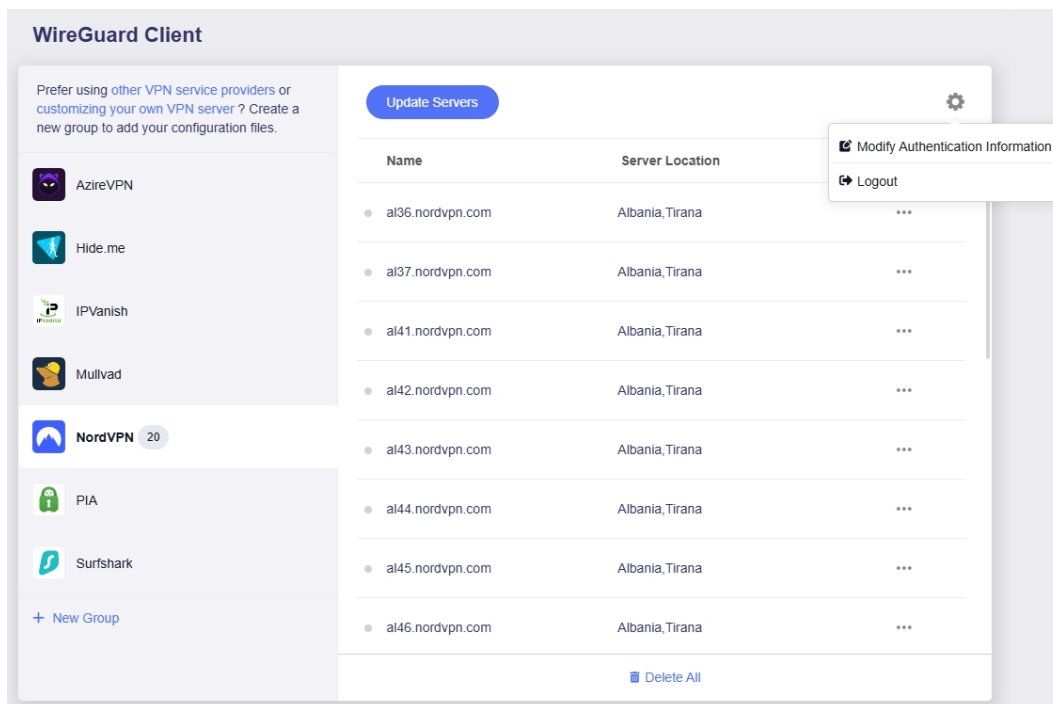 WireGuard Client
Prefer using other VPN service providers or
customizing your own VPN server ? Create a
new group to add your configuration files.
AzireVPN
Hide.me
IPVanish
Mullvad
NordVPN 20
PIA
Surfshark
+ New Group
Update Servers
Modify Authentication Information
Logout
Name Server Location
al36.nordvpn.com Albania,Tirana
al37.nordvpn.com Albania,Tirana
al41.nordvpn.com Albania,Tirana
al42.nordvpn.com Albania,Tirana
al43.nordvpn.com Albania,Tirana
al44.nordvpn.com Albania,Tirana
al45.nordvpn.com Albania,Tirana
al46.nordvpn.com Albania,Tirana
Delete All